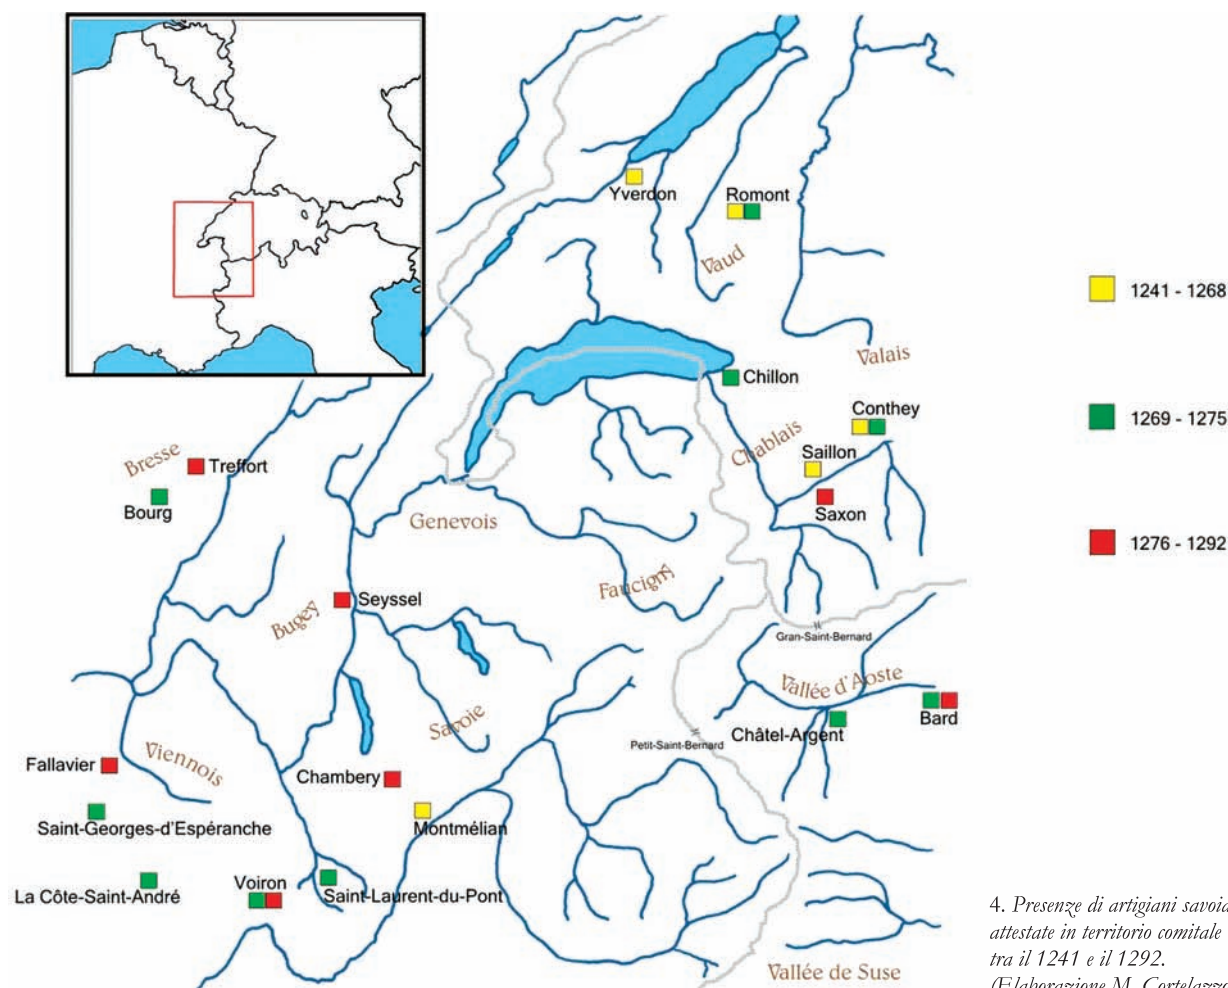 Yverdon
Romont
Vaud
1241 - 1268
Valais
Chillon
Conthey
1269 - 1275
Chablais
Bresse
Treffort
Saillon
Bourg
Saxon
Genevois
1276 - 1292
Faucigny
Seyssel
Bugey
Gran-Saint-Bernard
Vallée d'Aoste
Bard
Savoie
Châtel-Argent
Petit-Saint-Bernard
Viennois
Fallavier
Chambery
Saint-Georges-d'Espéranche
Montmélian
La Côte-Saint-André
Voiron
Saint-Laurent-du-Pont
Vallée de Suse
4. Presenze di artigiani savoia
attestate in territorio comitale
tra il 1241 e il 1292.
(Elaborazione M. Cortelazzo